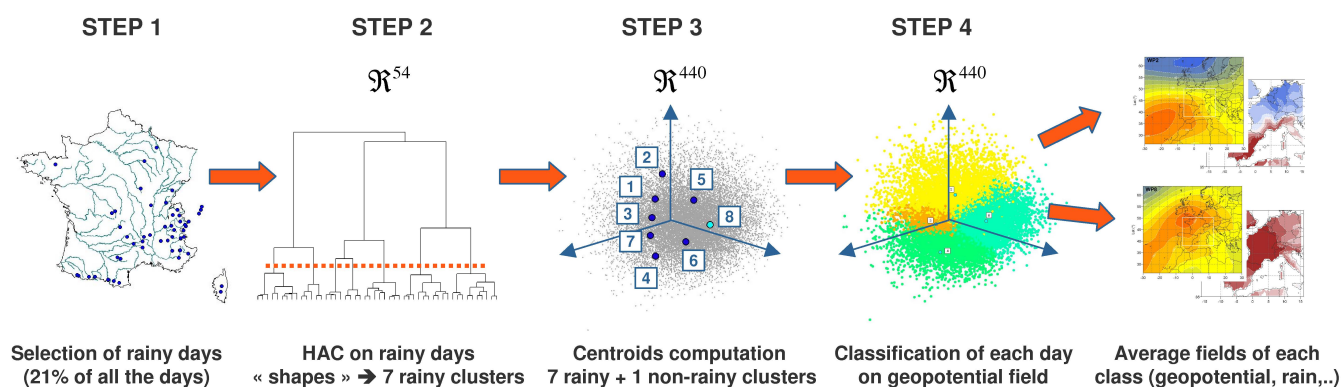 STEP 1
STEP 2
STEP 3
STEP 4
ℜ54
ℜ440
ℜ440
2
1
5
3
8
7
6
4
WP2
WP8
Selection of rainy days
(21% of all the days)
HAC on rainy days
« shapes » ➔ 7 rainy clusters
Centroids computation
7 rainy + 1 non-rainy clusters
Classification of each day
on geopotential field
Average fields of each
class (geopotential, rain,..)